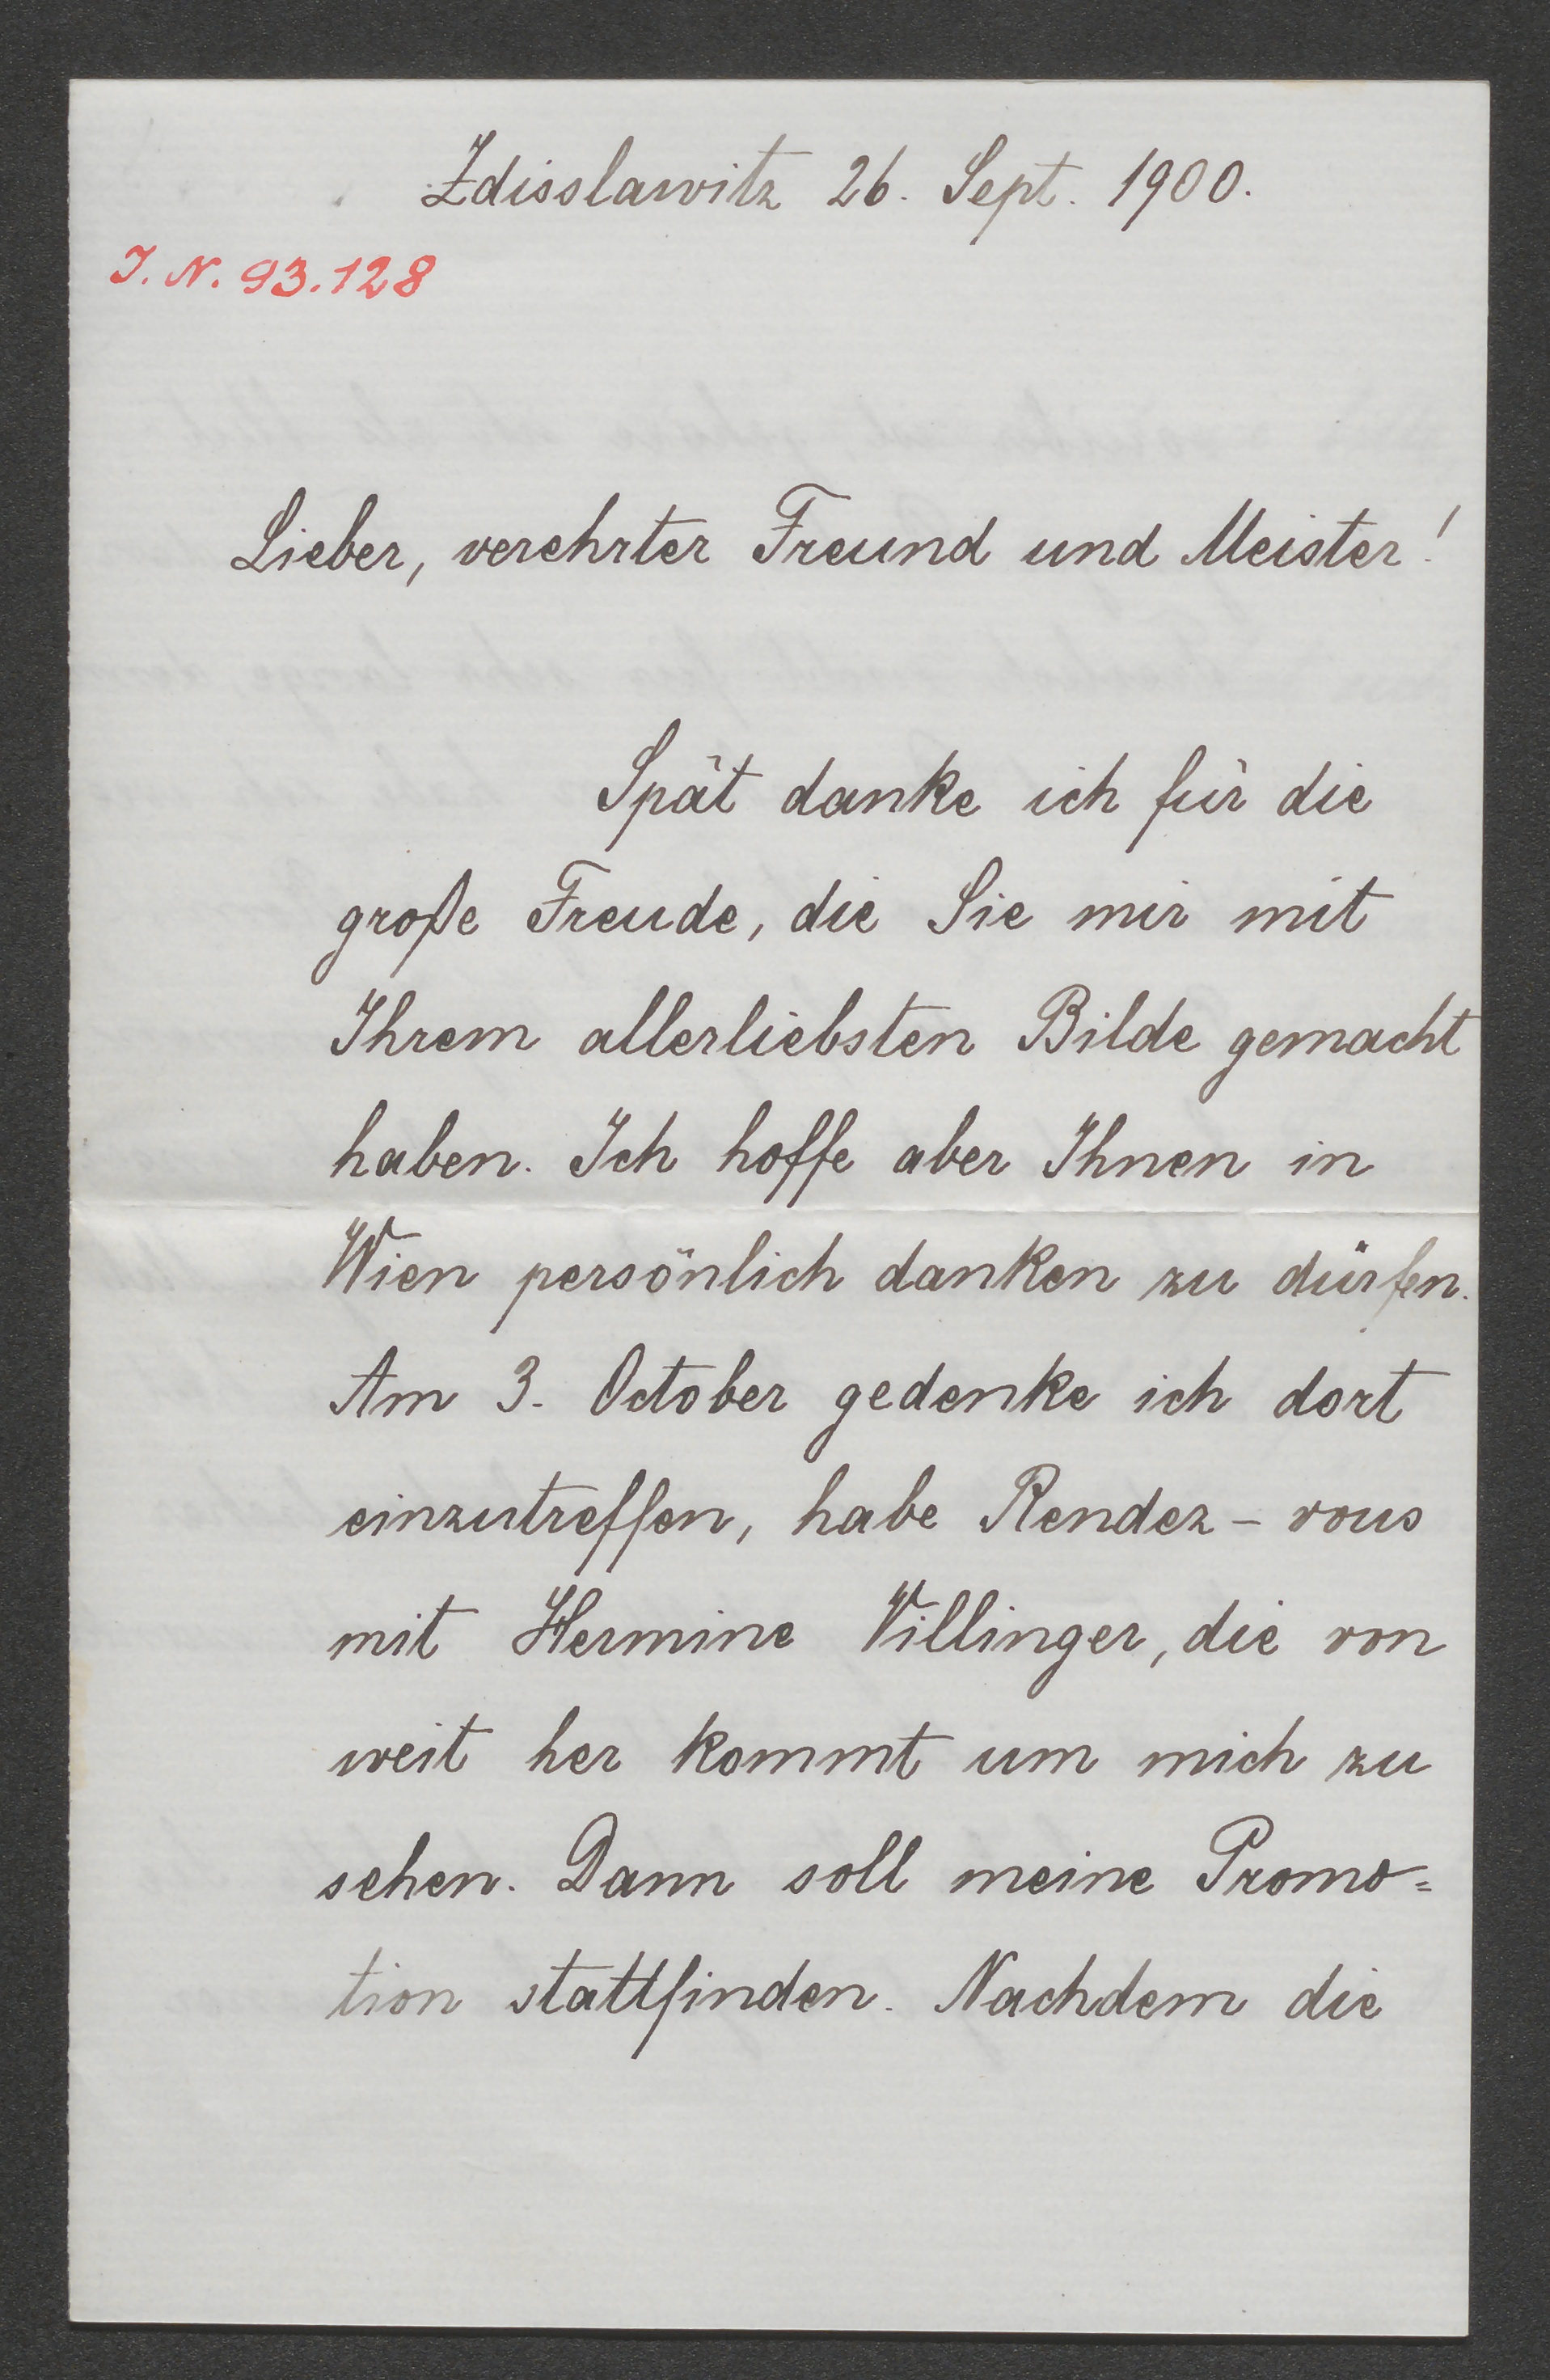 Zdisslawitz 26. Sept. 1900.
J. N. 93.128
Lieber, verehrter Freund und Meister!
Spät danke ich für die
große Freude, die Sie mir mit
Ihrem allerliebsten Bilde gemacht
haben. Ich hoffe aber Ihnen in
Wien persönlich danken zu dürfen.
Am 3. October gedenke ich dort
einzutreffen, habe Rendez-vous
mit Hermine Villinger, die von
weit her kommt um mich zu
sehen. Dann soll meine Promo=
tion stattfinden. Nachdem die